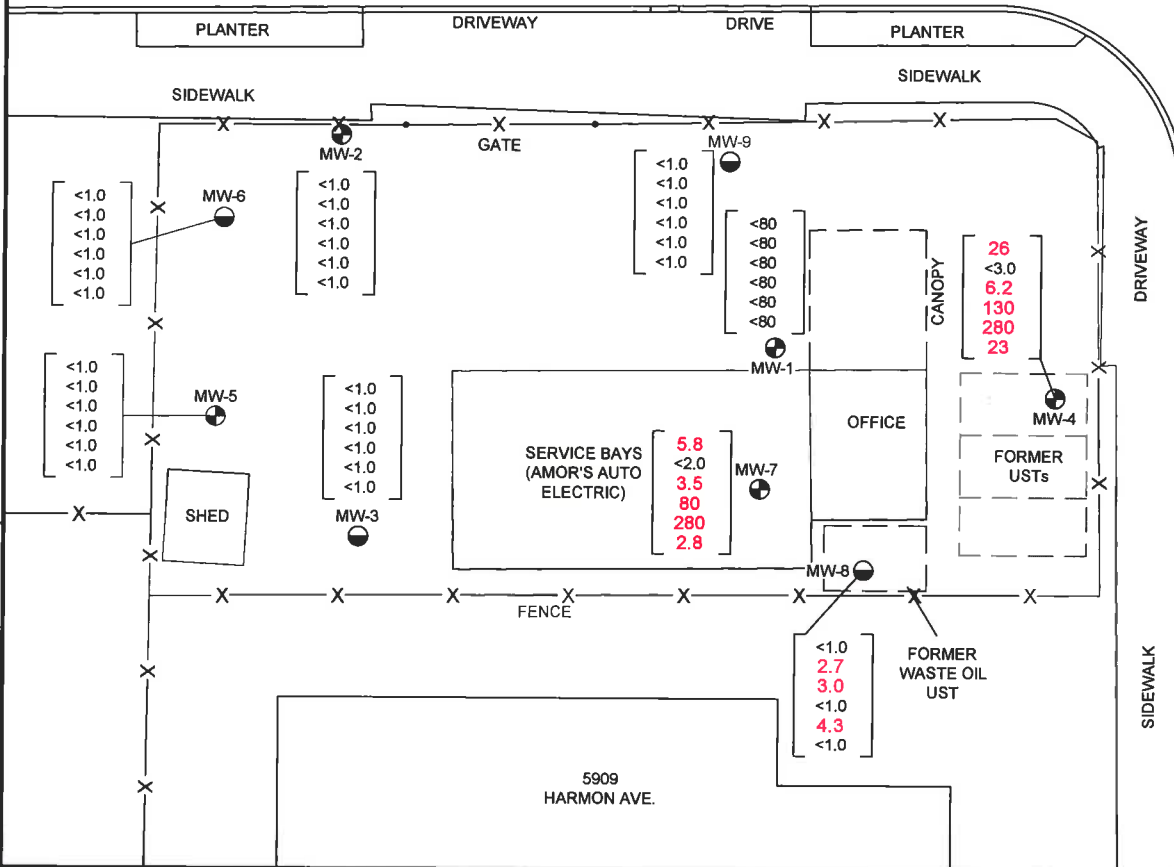 PLANTER
DRIVEWAY
DRIVE
PLANTER
SIDEWALK
SIDEWALK
X
X
X
X
X
X
GATE
MW-2
<1.0
<1.0
<1.0
<1.0
<1.0
<1.0
MW-9
<1.0
<1.0
<1.0
<1.0
<1.0
<1.0
MW-6
<1.0
<1.0
<1.0
<1.0
<1.0
<1.0
X
<80
<80
<80
<80
<80
<80
MW-1
CANOPY
26
<3.0
6.2
130
280
23
MW-4
X
DRIVEWAY
X
X
MW-5
<1.0
<1.0
<1.0
<1.0
<1.0
<1.0
X
<1.0
<1.0
<1.0
<1.0
<1.0
<1.0
MW-3
SERVICE BAYS
(AMOR'S AUTO
ELECTRIC)
5.8
<2.0
3.5
80
280
2.8
MW-7
OFFICE
FORMER
USTs
X
X
SHED
X
MW-8
X
X
X
X
X
X
X
X
FENCE
<1.0
2.7
3.0
<1.0
4.3
<1.0
FORMER
WASTE OIL
UST
SIDEWALK
X
X
5909
HARMON AVE.